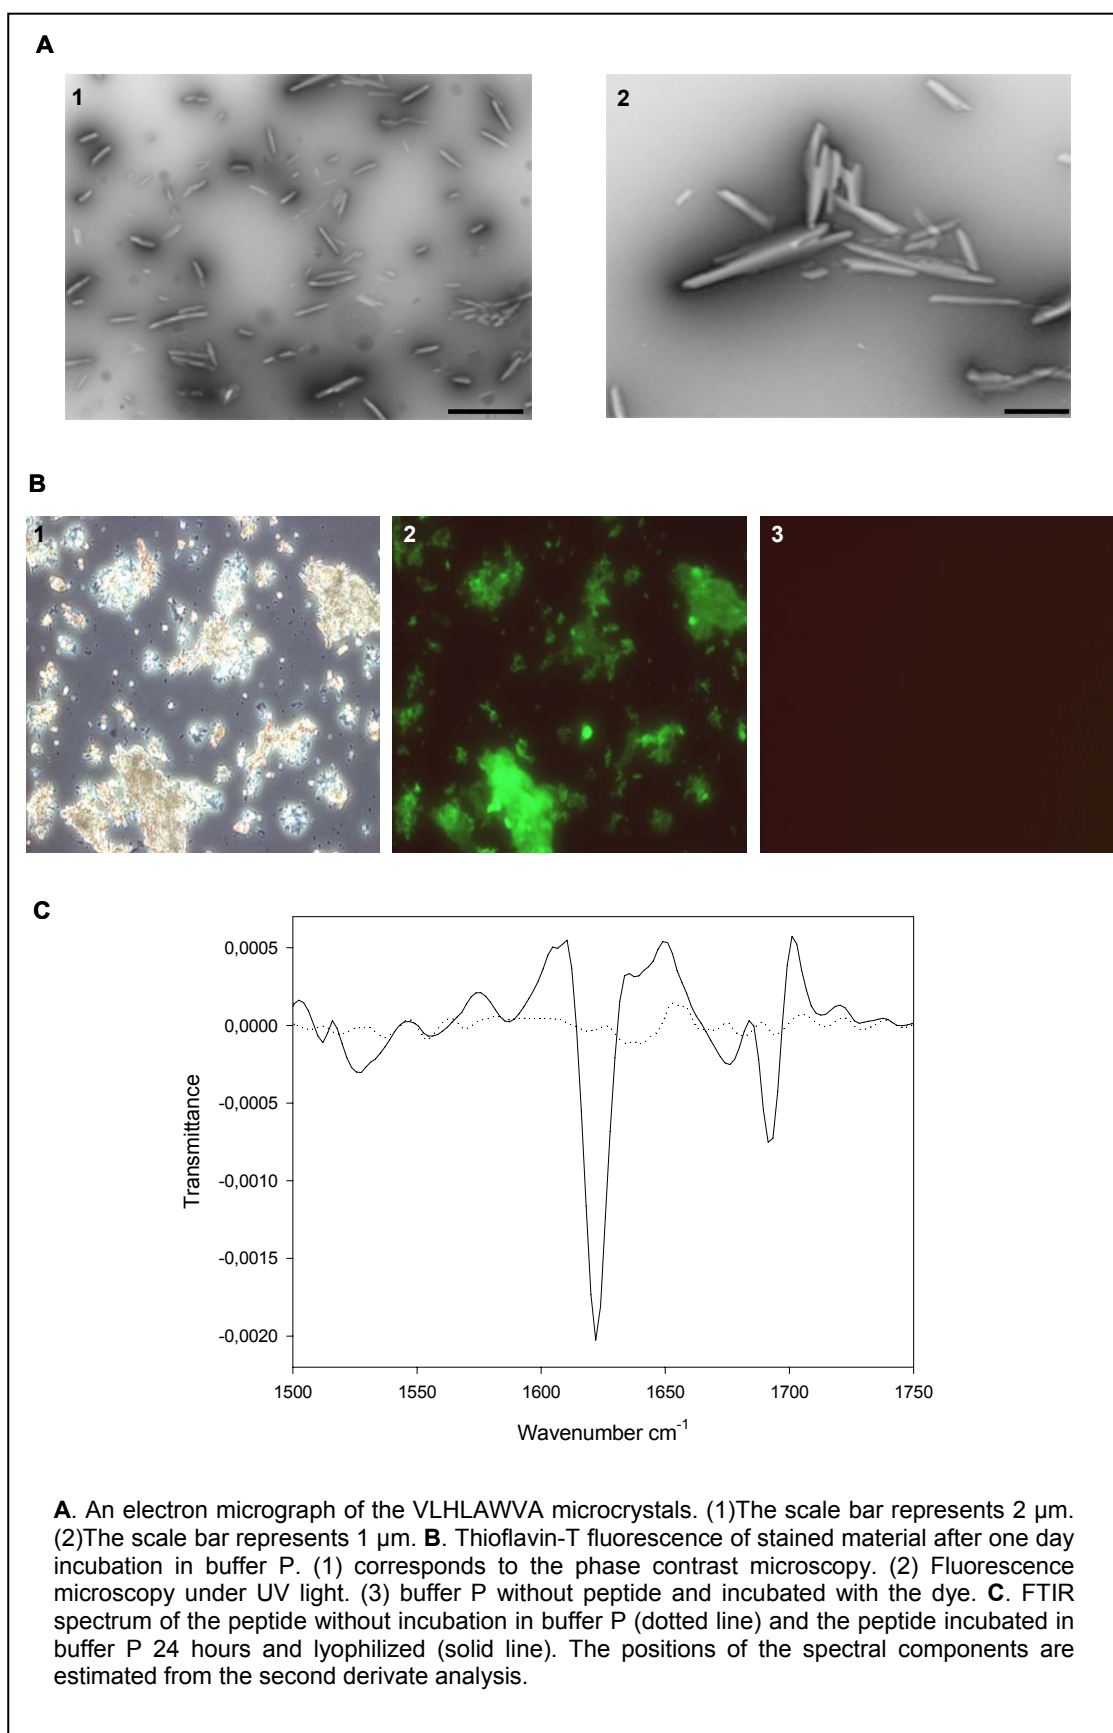 A
1
2
B
1
2
3
C
0,0005
0,0000
-0,0005
-0,0010
-0,0015
-0,0020
Transmittance
1500
1550
1600
1650
1700
1750
Wavenumber cm-1
A. An electron micrograph of the VLHLAWVA microcrystals. (1)The scale bar represents 2 µm.
(2)The scale bar represents 1 µm. B. Thioflavin-T fluorescence of stained material after one day
incubation in buffer P. (1) corresponds to the phase contrast microscopy. (2) Fluorescence
microscopy under UV light. (3) buffer P without peptide and incubated with the dye. C. FTIR
spectrum of the peptide without incubation in buffer P (dotted line) and the peptide incubated in
buffer P 24 hours and lyophilized (solid line). The positions of the spectral components are
estimated from the second derivate analysis.